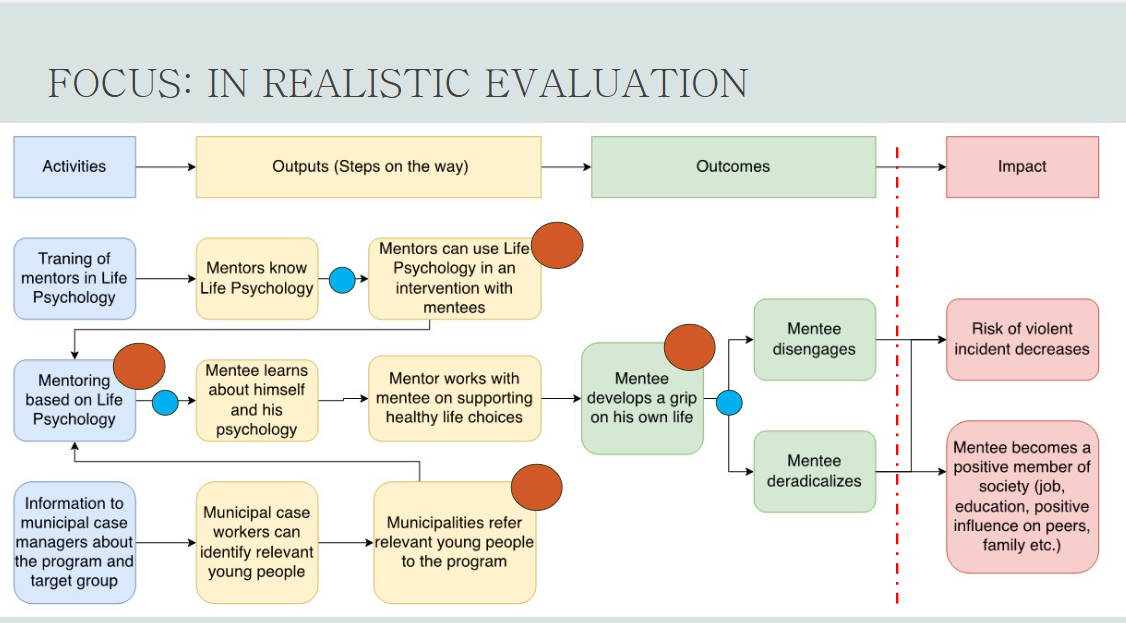 FOCUS: IN REALISTIC EVALUATION
Activities
Outputs (Steps on the way)
Outcomes
Impact
Traning of
mentors in Life
Psychology
Mentors know
Life Psychology
Mentors can use Life
Psychology in an
intervention with
mentees
Mentoring
based on Life
Psychology
Mentee learns
about himself
and his
psychology
Mentor works with
mentee on supporting
healthy life choices
Mentee
develops a grip
on his own life
Mentee
disengages
Mentee
deradicalizes
Risk of violent
incident decreases
Mentee becomes a
positive member of
society (job,
education, positive
influence on peers,
family etc.)
Information to
municipal case
managers about
the program and
target group
Municipal case
workers can
identify relevant
young people
Municipalities refer
relevant young people
to the program